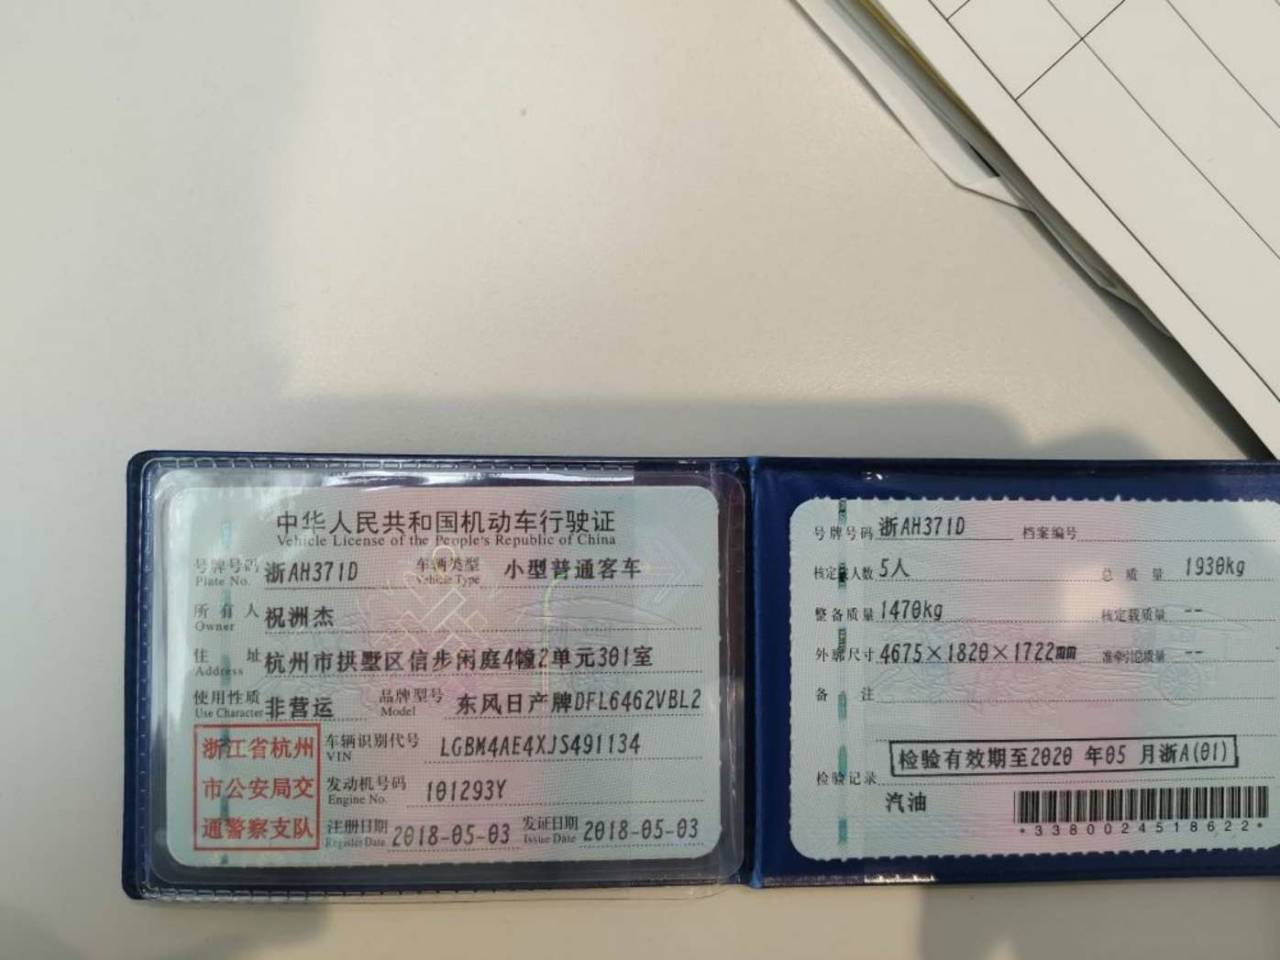 中华人民共和国机动车行驶证
Vehicle License of the People's Republic of China
号牌号码 浙AH371D 车辆类型 小型普通客车
Plate No. Vehicle Type
所有人 祝洲杰
Owner
住址 杭州市拱墅区信步闲庭4幢2单元301室
Address
使用性质 非营运 品牌型号 东风日产牌DFL6462VBL2
Use Character Model
浙江省杭州
市公安局交
通警察支队
车辆识别代号 LGBM4AE4XJS491134
VIN
发动机号码 101293Y
Engine No.
注册日期 2018-05-03 发证日期 2018-05-03
Register Date Issue Date
号牌号码 浙AH371D 档案编号
核定载人数 5人 总质量 1930kg
整备质量 1470kg 核定载质量 --
外廓尺寸 4675×1820×1722mm 准牵引总质量 --
备注
检验有效期至2020 年05 月浙A(01)
检验记录
汽油
*3380024518622*